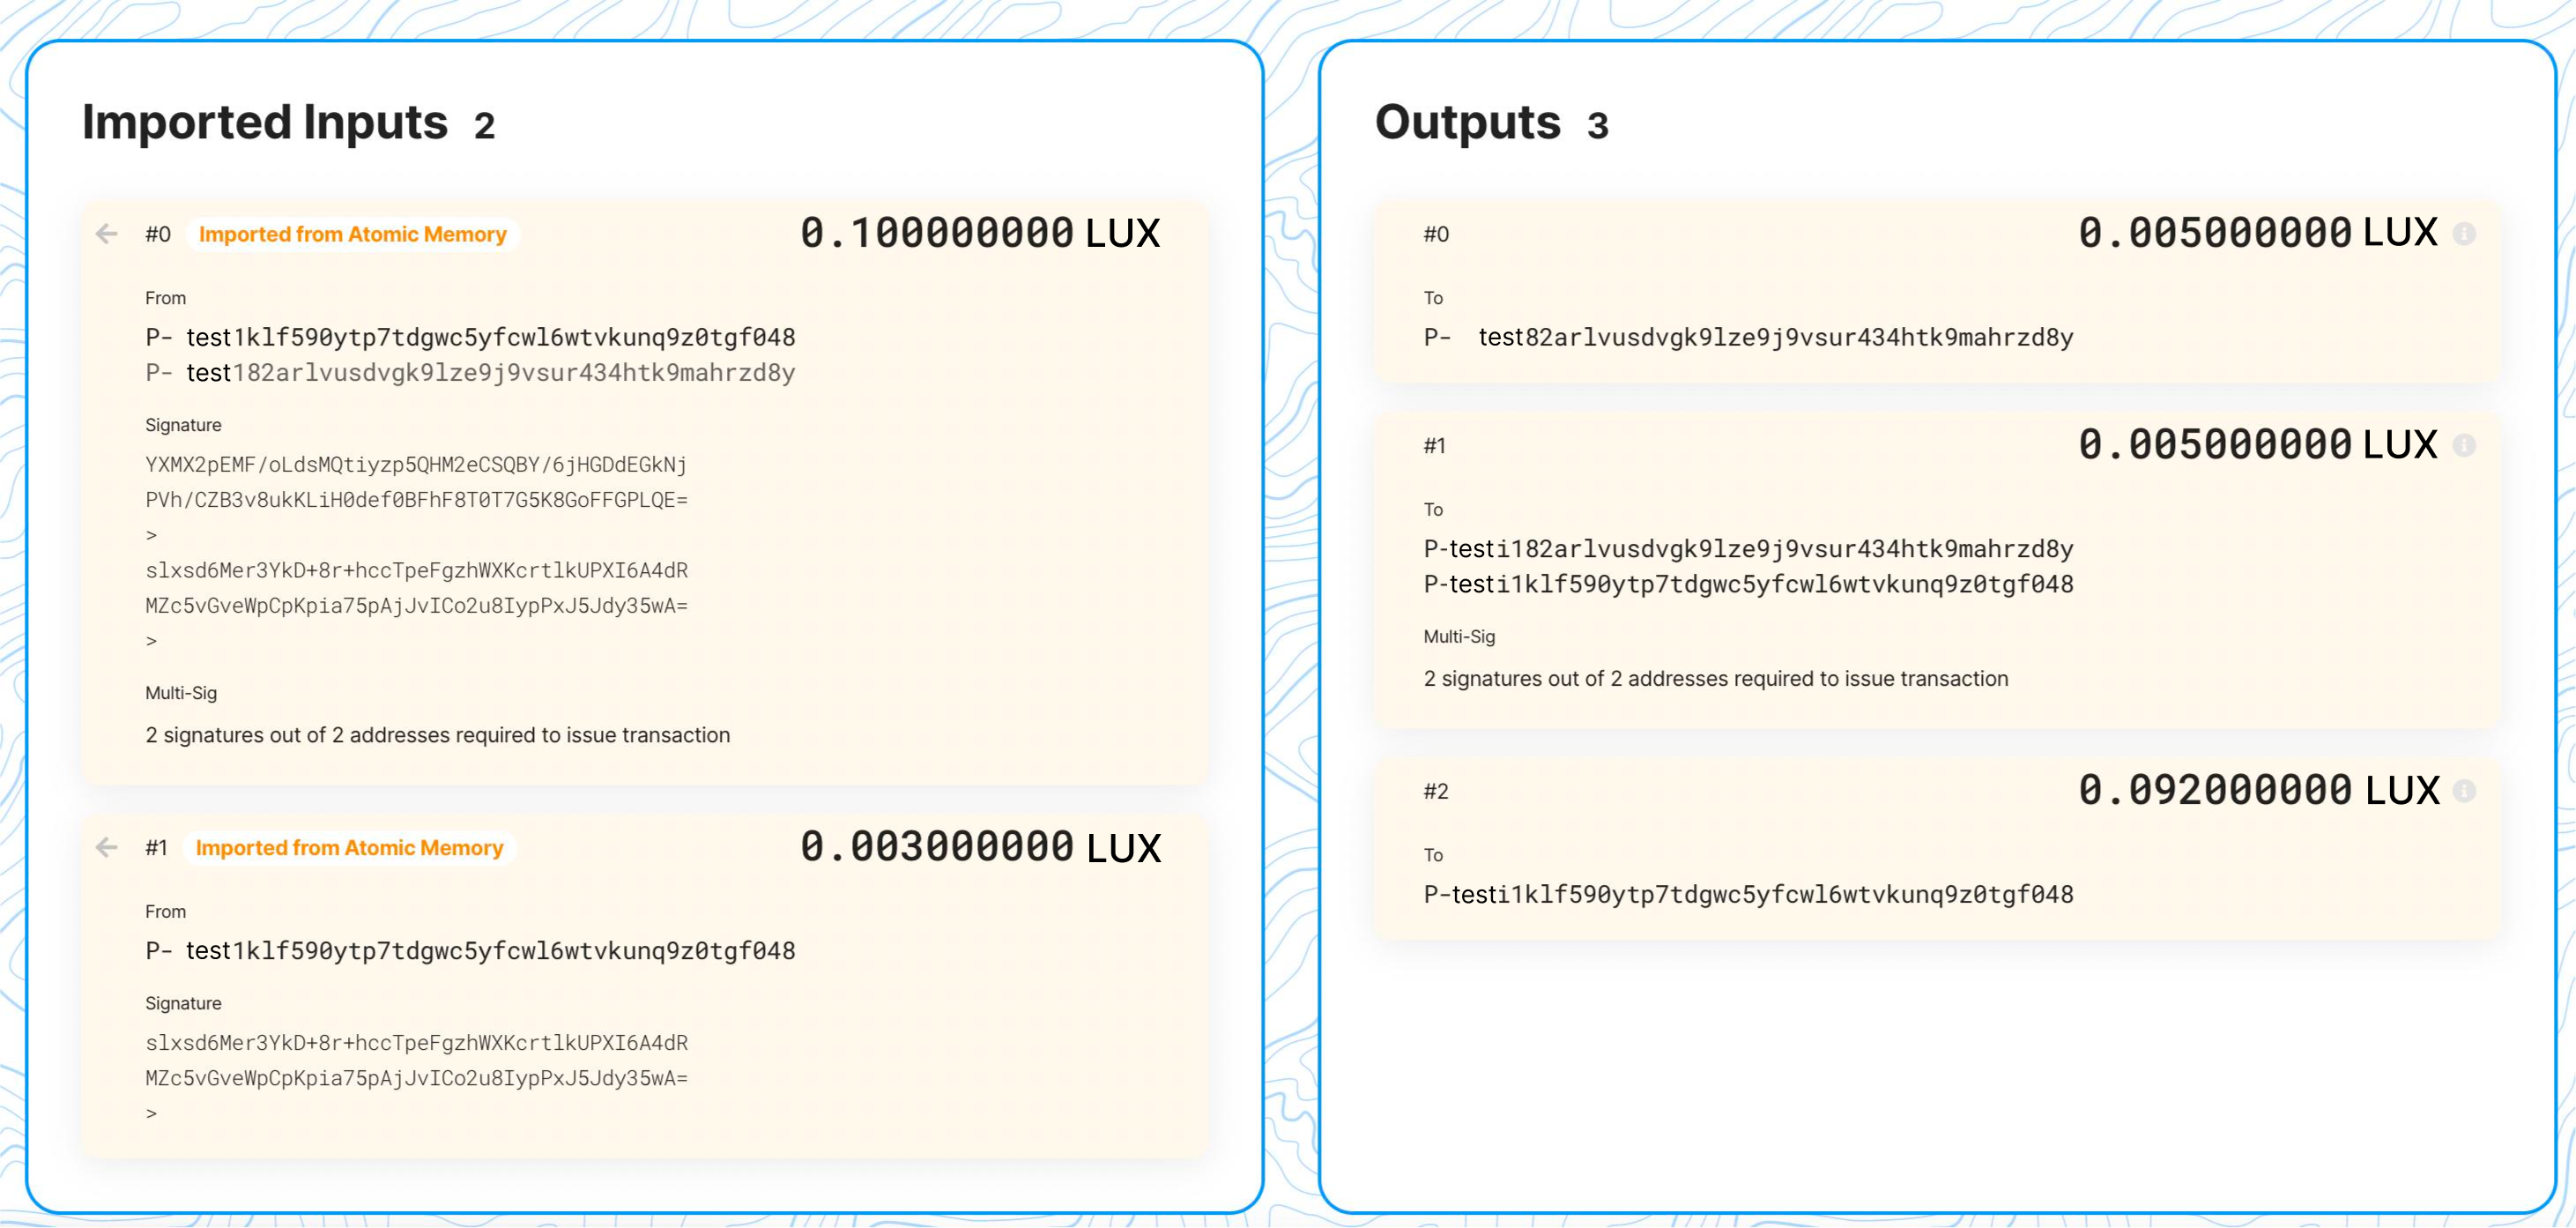 Imported Inputs 2
#0 Imported from Atomic Memory 0.100000000 LUX
From
P- test1klf590ytp7tdgwc5yfcwl6wtvkunq9z0tgf048
P- test182arlvusdvgk9lze9j9vsur434htk9mahrzd8y
Signature
YXMX2pEMF/oLdsMQtiyzp5QHM2eCSQBY/6jHGDdEGkNj
PVh/CZB3v8ukKLiH0def0BFhF8T0T7G5K8GoFFGPLQE=
>
slxsd6Mer3YkD+8r+hccTpeFgzhWXKcrtlkUPXI6A4dR
MZc5vGveWpCpKpia75pAjJvICo2u8IypPxJ5Jdy35wA=
>
Multi-Sig
2 signatures out of 2 addresses required to issue transaction
#1 Imported from Atomic Memory 0.003000000 LUX
From
P- test1klf590ytp7tdgwc5yfcwl6wtvkunq9z0tgf048
Signature
slxsd6Mer3YkD+8r+hccTpeFgzhWXKcrtlkUPXI6A4dR
MZc5vGveWpCpKpia75pAjJvICo2u8IypPxJ5Jdy35wA=
>
Outputs 3
#0 0.005000000 LUX
To
P- test82arlvusdvgk9lze9j9vsur434htk9mahrzd8y
#1 0.005000000 LUX
To
P-testi182arlvusdvgk9lze9j9vsur434htk9mahrzd8y
P-testi1klf590ytp7tdgwc5yfcwl6wtvkunq9z0tgf048
Multi-Sig
2 signatures out of 2 addresses required to issue transaction
#2 0.092000000 LUX
To
P-testi1klf590ytp7tdgwc5yfcwl6wtvkunq9z0tgf048